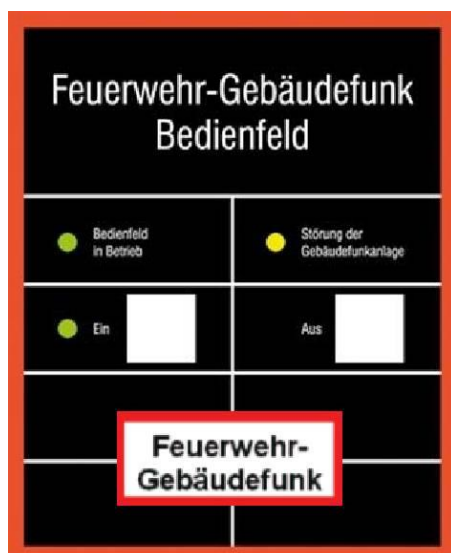 Feuerwehr-Gebäudefunk
Bedienfeld
Bedienfeld
in Betrieb
Störung der
Gebäudefunkanlage
Ein
Aus
Feuerwehr-
Gebäudefunk